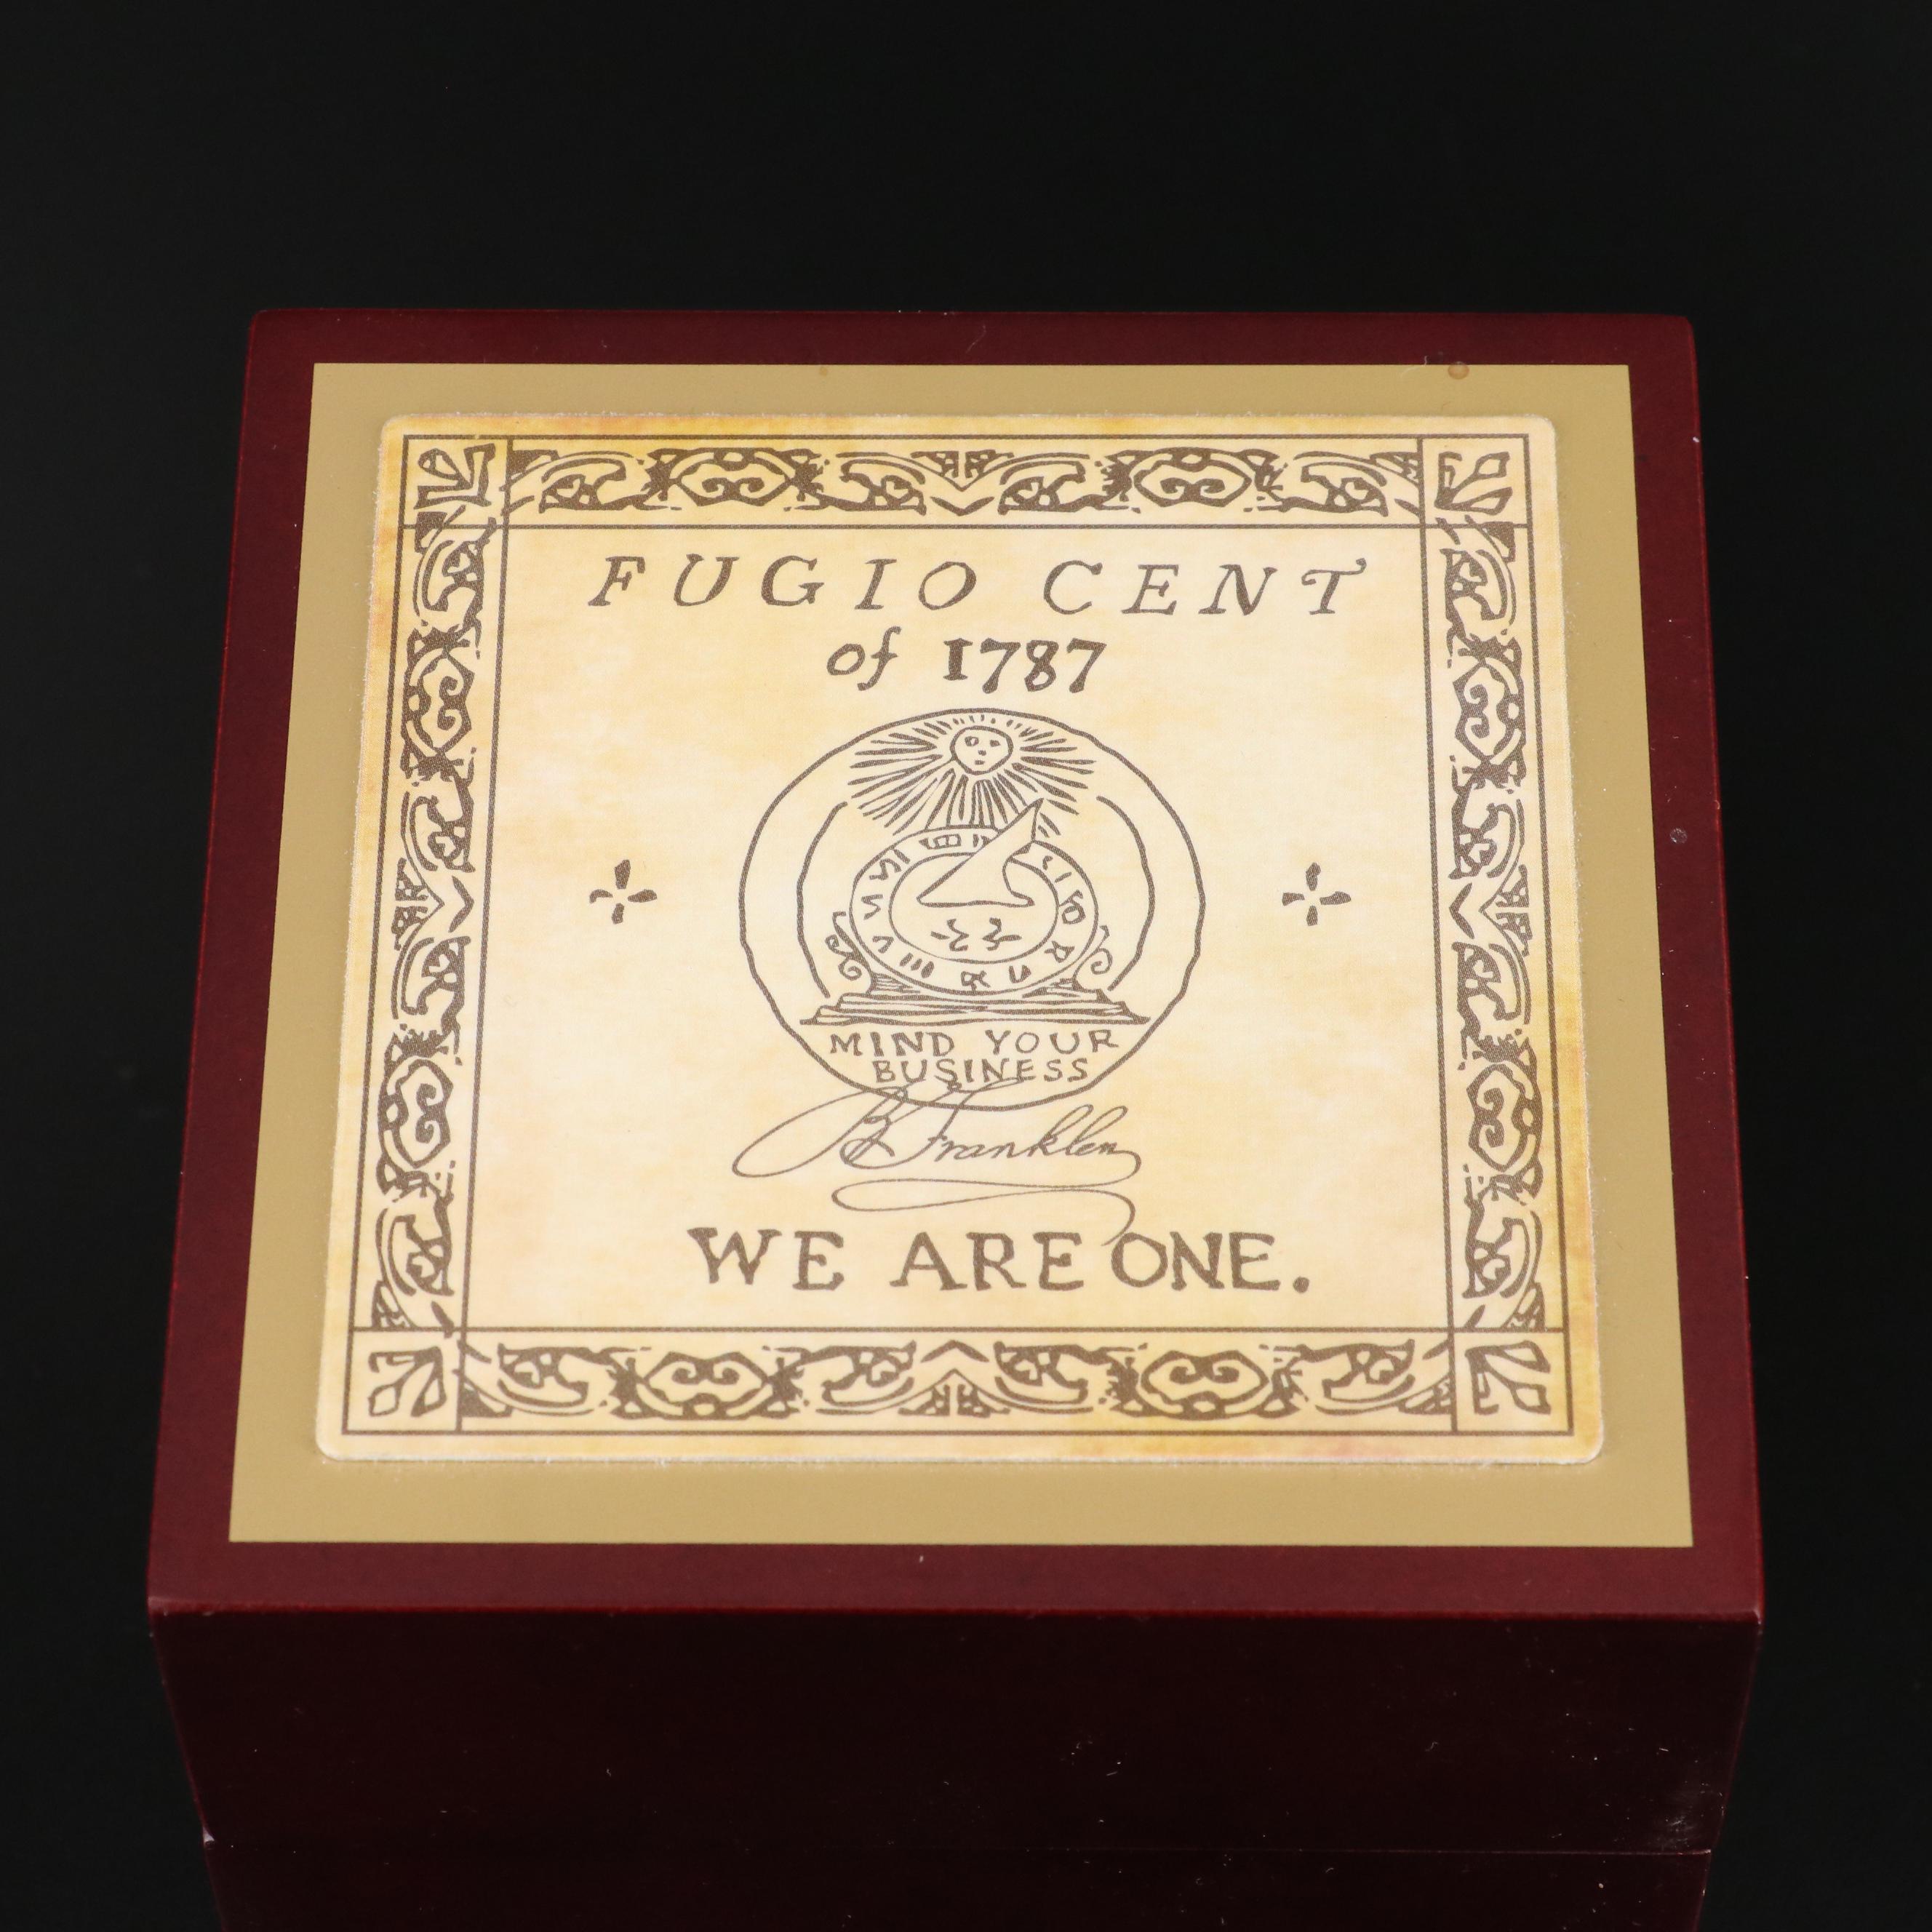 FUGIO CENT
of 1787
MIND YOUR
BUSINESS
B Franklin
WE ARE ONE.